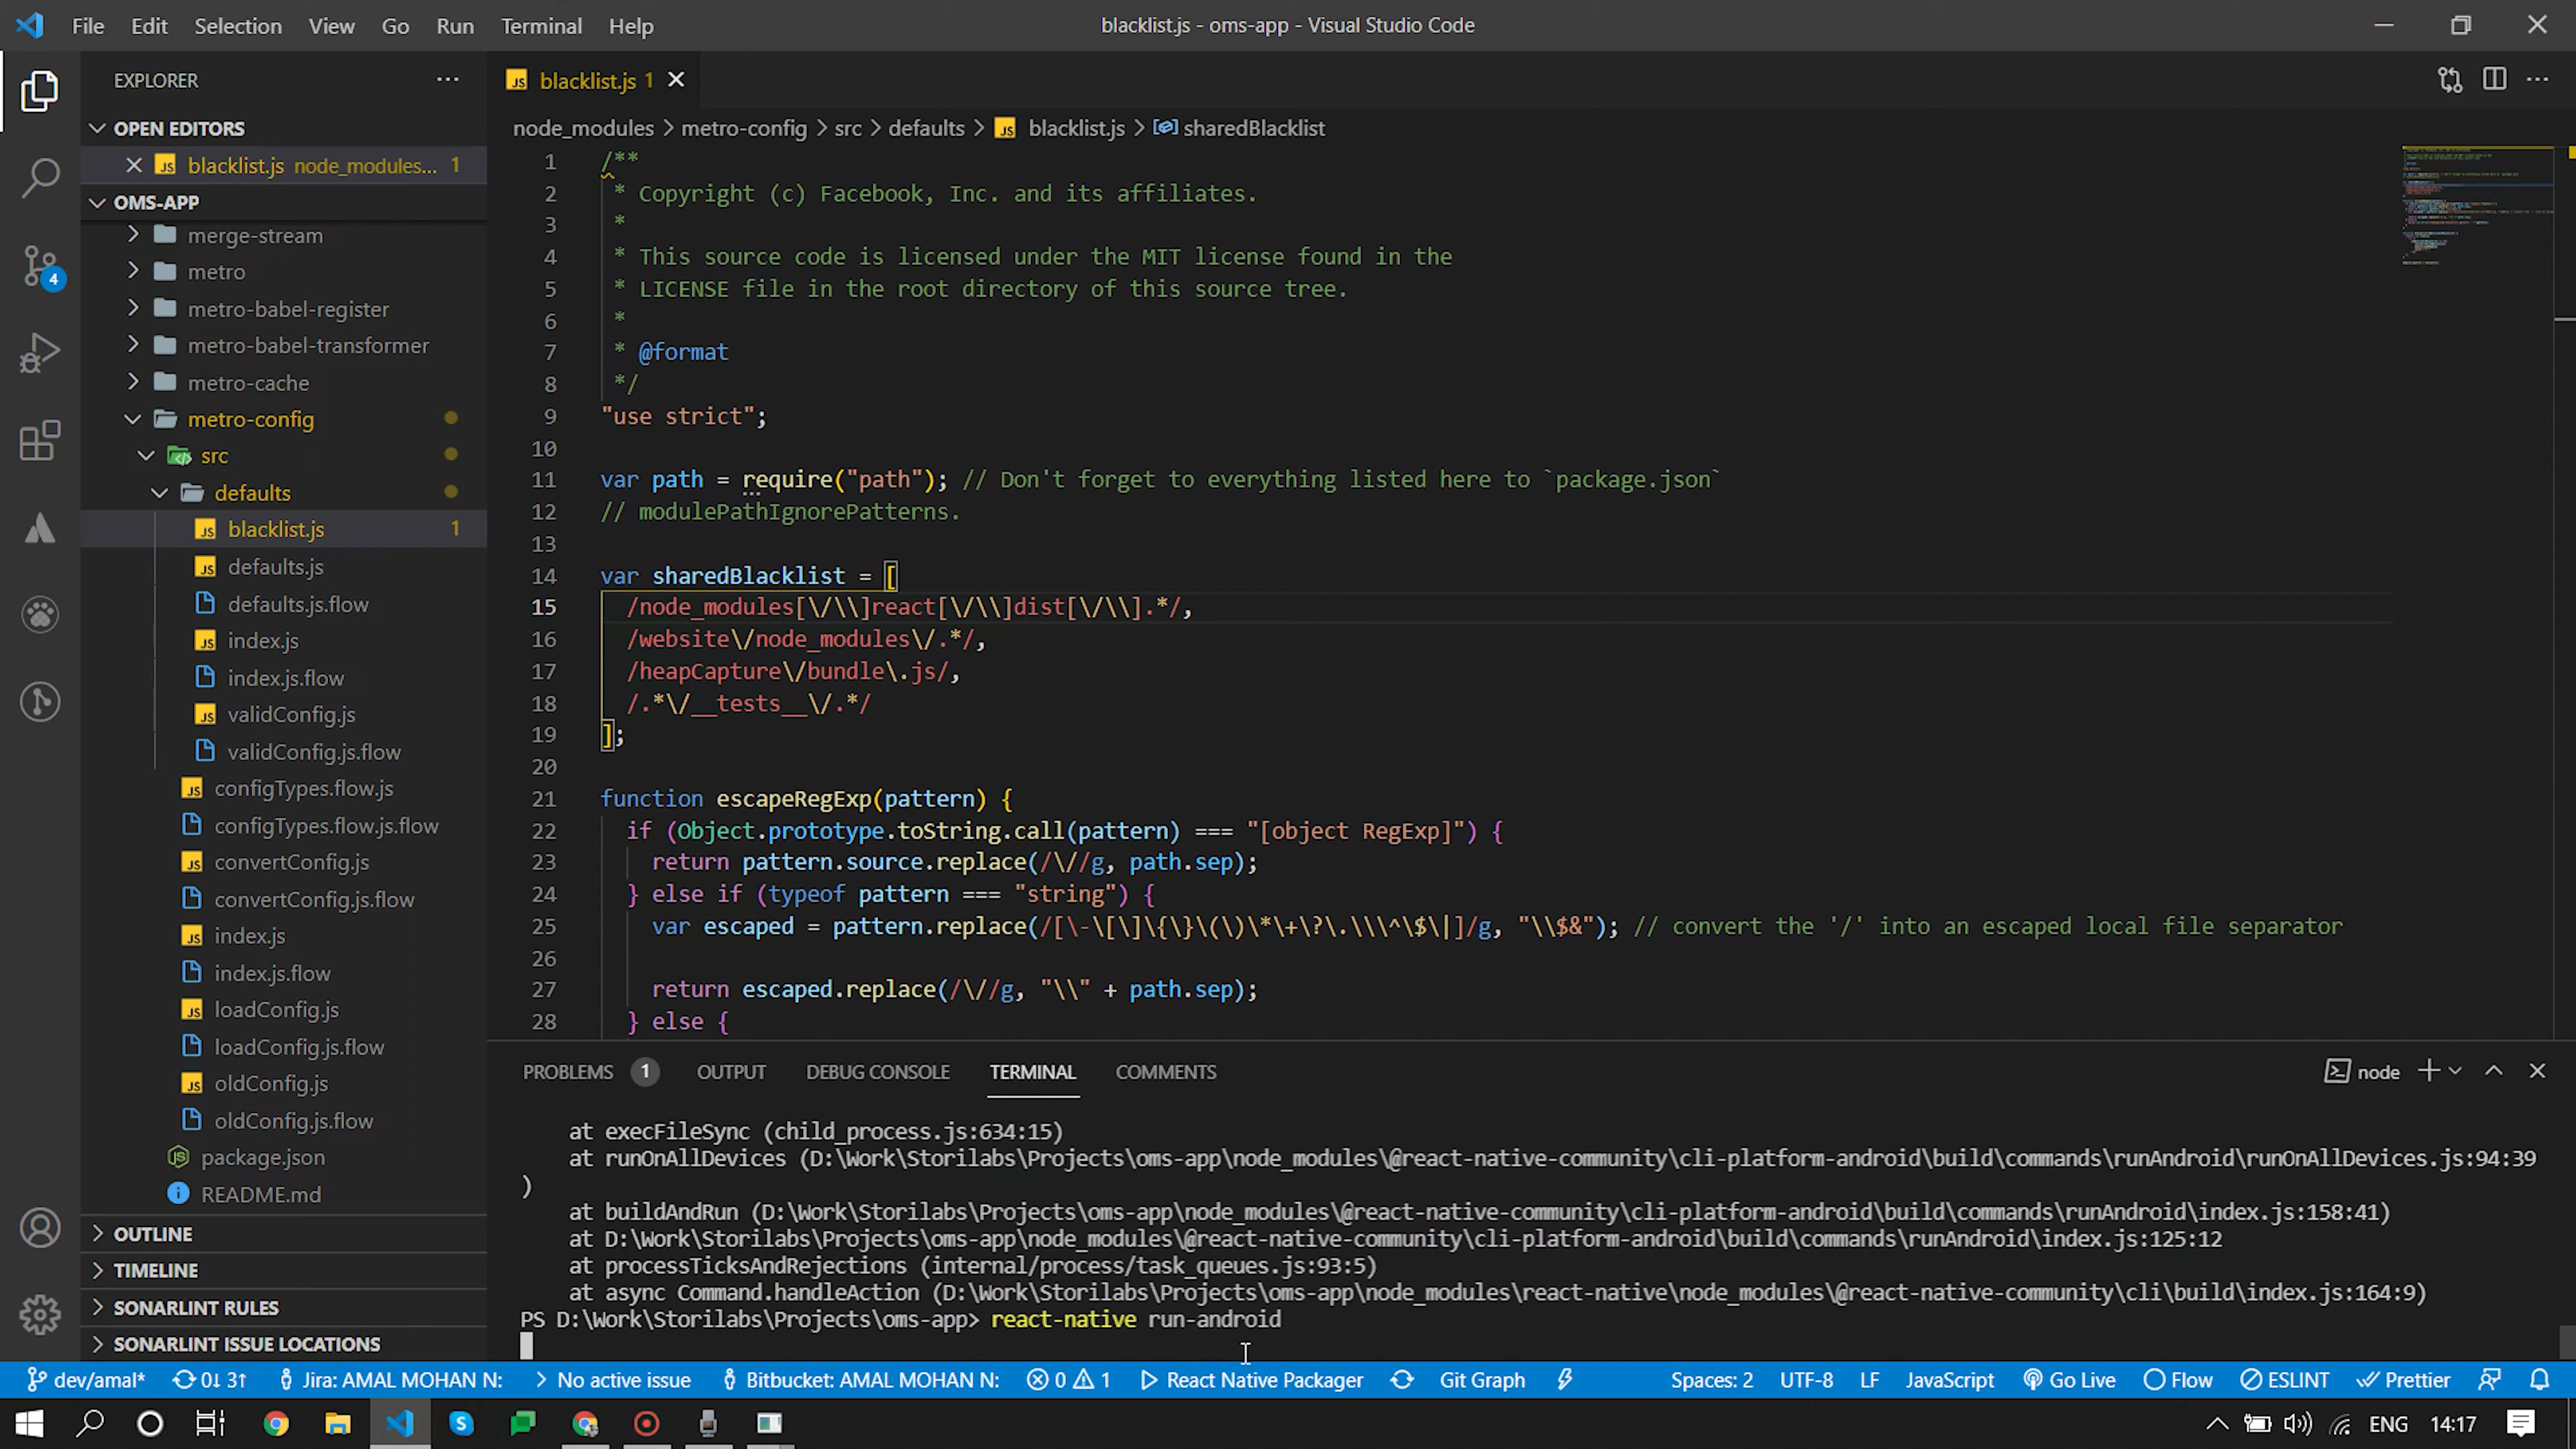 File Edit Selection View Go Run Terminal Help
blacklist.js - oms-app - Visual Studio Code
EXPLORER
OPEN EDITORS
blacklist.js node_modules... 1
OMS-APP
merge-stream
metro
metro-babel-register
metro-babel-transformer
metro-cache
metro-config
src
defaults
blacklist.js 1
defaults.js
defaults.js.flow
index.js
index.js.flow
validConfig.js
validConfig.js.flow
configTypes.flow.js
configTypes.flow.js.flow
convertConfig.js
convertConfig.js.flow
index.js
index.js.flow
loadConfig.js
loadConfig.js.flow
oldConfig.js
oldConfig.js.flow
package.json
README.md
OUTLINE
TIMELINE
SONARLINT RULES
SONARLINT ISSUE LOCATIONS
4
blacklist.js 1
node_modules > metro-config > src > defaults > blacklist.js > sharedBlacklist
1 /**
2 * Copyright (c) Facebook, Inc. and its affiliates.
3 *
4 * This source code is licensed under the MIT license found in the
5 * LICENSE file in the root directory of this source tree.
6 *
7 * @format
8 */
9 "use strict";
10
11 var path = require("path"); // Don't forget to everything listed here to `package.json`
12 // modulePathIgnorePatterns.
13
14 var sharedBlacklist = [
15 /node_modules[\/\\]react[\/\\]dist[\/\\].*/,
16 /website\/node_modules\/.*/,
17 /heapCapture\/bundle\.js/,
18 /.*\/__tests__\/.*/
19 ];
20
21 function escapeRegExp(pattern) {
22 if (Object.prototype.toString.call(pattern) === "[object RegExp]") {
23 return pattern.source.replace(/\//g, path.sep);
24 } else if (typeof pattern === "string") {
25 var escaped = pattern.replace(/[\-\[\]\{\}\(\)\*\+\?\.\\\^\$\|]/g, "\\$&"); // convert the '/' into an escaped local file separator
26
27 return escaped.replace(/\//g, "\\" + path.sep);
28 } else {
PROBLEMS 1 OUTPUT DEBUG CONSOLE TERMINAL COMMENTS
node
at execFileSync (child_process.js:634:15)
at runOnAllDevices (D:\Work\Storilabs\Projects\oms-app\node_modules\@react-native-community\cli-platform-android\build\commands\runAndroid\runOnAllDevices.js:94:39
)
at buildAndRun (D:\Work\Storilabs\Projects\oms-app\node_modules\@react-native-community\cli-platform-android\build\commands\runAndroid\index.js:158:41)
at D:\Work\Storilabs\Projects\oms-app\node_modules\@react-native-community\cli-platform-android\build\commands\runAndroid\index.js:125:12
at processTicksAndRejections (internal/process/task_queues.js:93:5)
at async Command.handleAction (D:\Work\Storilabs\Projects\oms-app\node_modules\react-native\node_modules\@react-native-community\cli\build\index.js:164:9)
PS D:\Work\Storilabs\Projects\oms-app> react-native run-android
dev/amal* 0↓ 3↑ Jira: AMAL MOHAN N: No active issue Bitbucket: AMAL MOHAN N: 0 1 React Native Packager Git Graph Spaces: 2 UTF-8 LF JavaScript Go Live Flow ESLINT Prettier
ENG 14:17